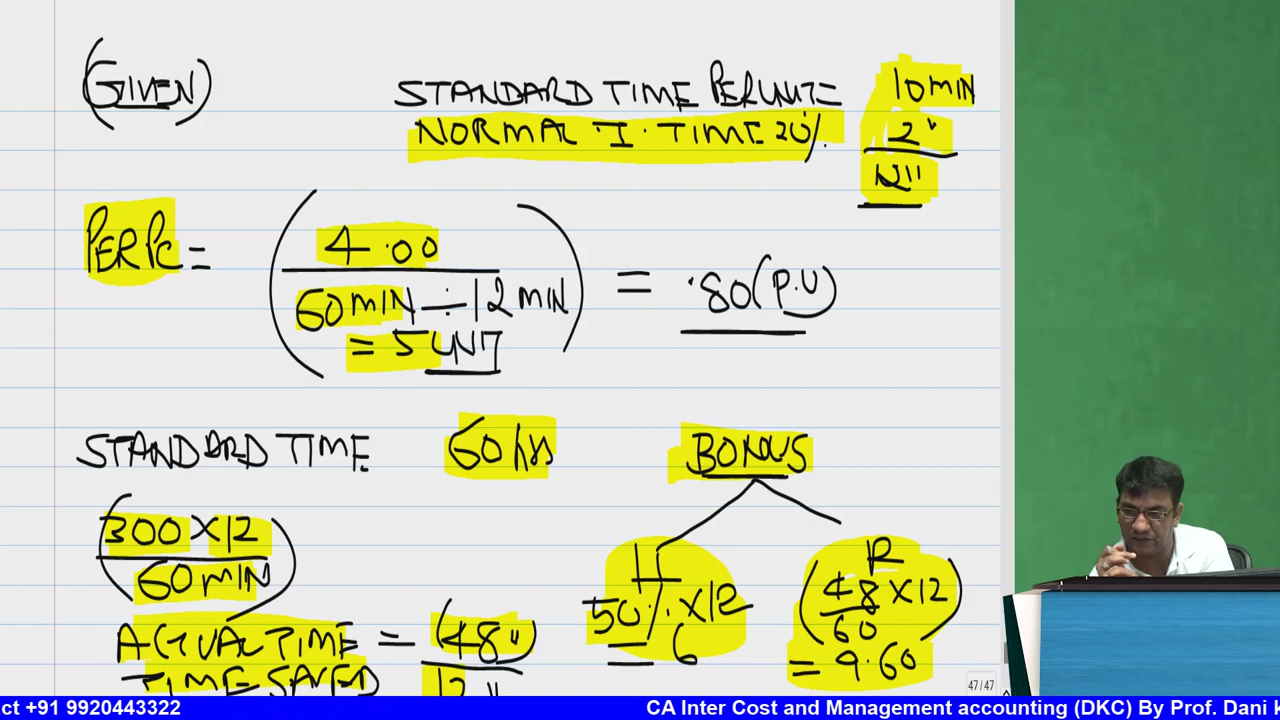 (GIVEN)
STANDARD TIME PER UNIT = 10 MIN
NORMAL I. TIME 20%. 2"
12"
PER PC = (4.00 / 60 MIN ÷ 12 MIN = 5 UNIT) = .80 (P.U)
STANDARD TIME 60 hrs
BONUS
(300 X 12 / 60 MIN)
H
50% X 12
= 6
R
(48/60 X 12)
= 9.60
ACTUAL TIME = (48")
TIME SAVED 12"
47/47
ct +91 9920443322
CA Inter Cost and Management accounting (DKC) By Prof. Dani K